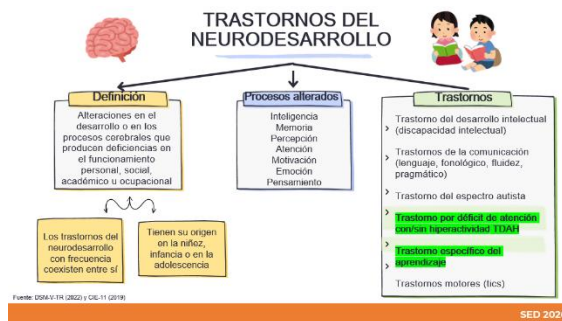 TRASTORNOS DEL
NEURODESARROLLO
Definición
Alteraciones en el
desarrollo o en los
procesos cerebrales que
producen deficiencias en
el funcionamiento
personal, social,
académico u ocupacional
Los trastornos del
neurodesarrollo
con frecuencia
coexisten entre sí
Tienen su origen
en la niñez,
infancia o en la
adolescencia
Procesos alterados
Inteligencia
Memoria
Percepción
Atención
Motivación
Emoción
Pensamiento
Trastornos
Trastorno del desarrollo intelectual
(discapacidad intelectual)
Trastornos de la comunicación
(lenguaje, fonológico, fluidez,
pragmático)
Trastorno del espectro autista
Trastorno por déficit de atención
con/sin hiperactividad TDAH
Trastorno específico del
aprendizaje
Trastornos motores (tics)
Fuente: DSM-V-TR (2022) y CIE-11 (2019)
SED 2026